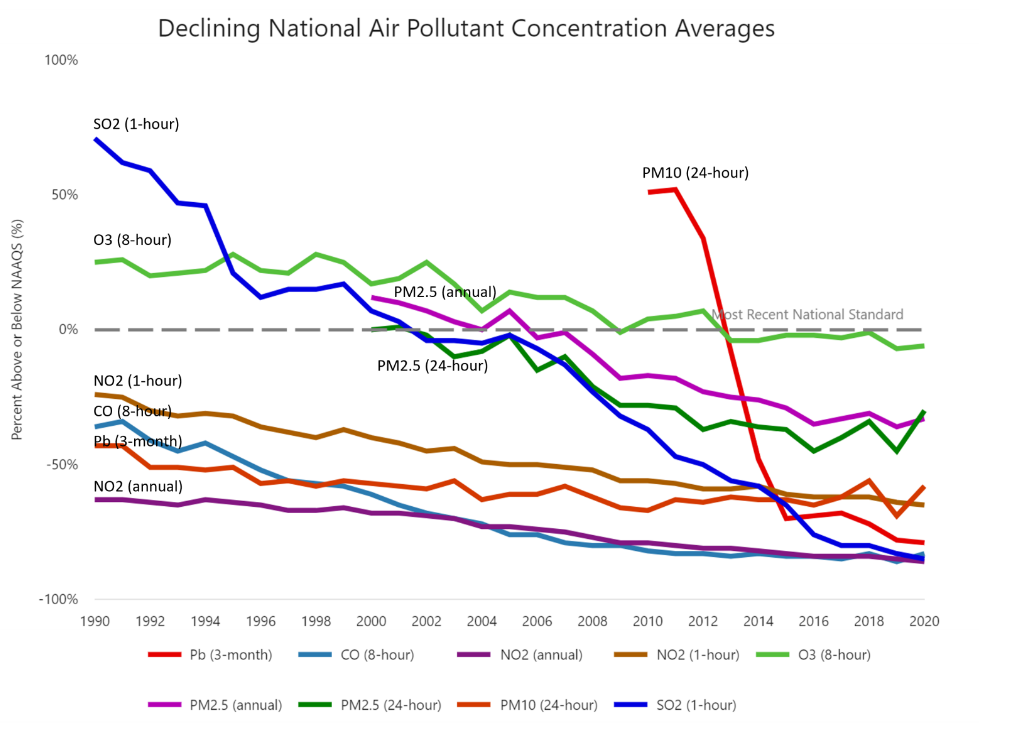 Declining National Air Pollutant Concentration Averages
100%
SO2 (1-hour)
PM10 (24-hour)
50%
O3 (8-hour)
PM2.5 (annual)
Most Recent National Standard
0%
PM2.5 (24-hour)
NO2 (1-hour)
CO (8-hour)
Pb (3-month)
-50%
NO2 (annual)
-100%
Percent Above or Below NAAQS (%)
1990 1992 1994 1996 1998 2000 2002 2004 2006 2008 2010 2012 2014 2016 2018 2020
Pb (3-month) CO (8-hour) NO2 (annual) NO2 (1-hour) O3 (8-hour)
PM2.5 (annual) PM2.5 (24-hour) PM10 (24-hour) SO2 (1-hour)